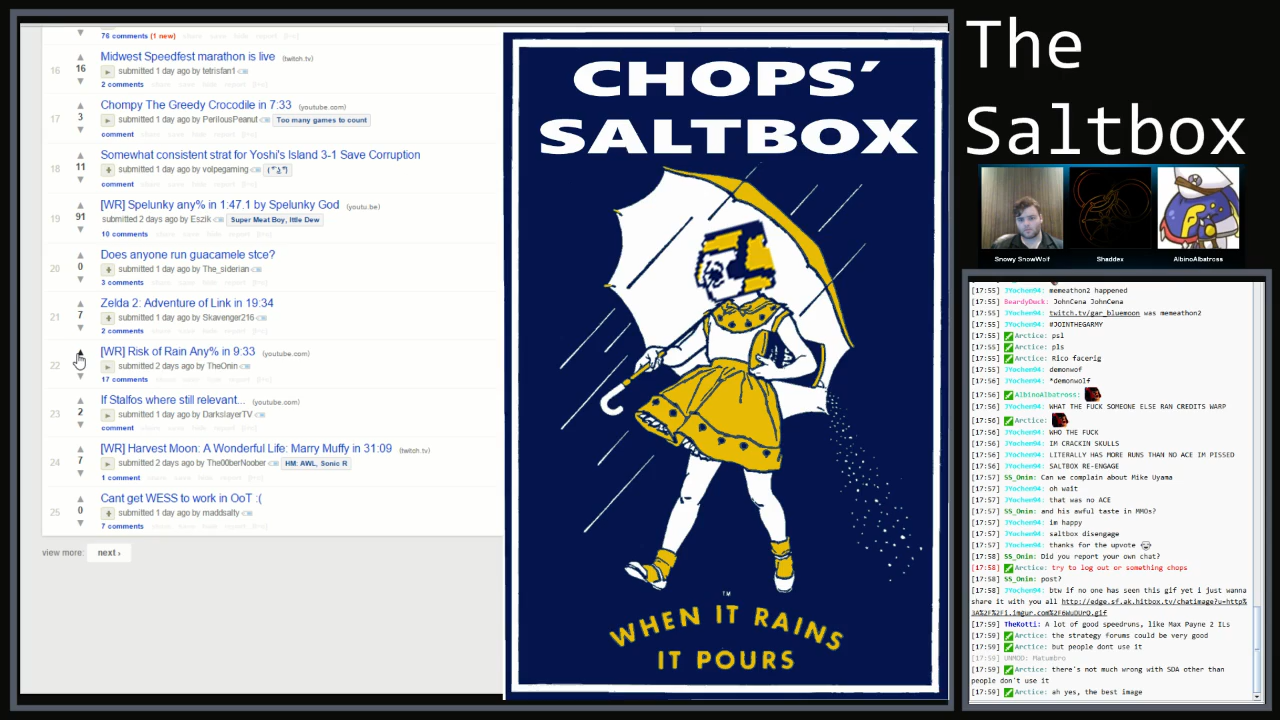 76 comments (1 new)
16
16
Midwest Speedfest marathon is live (twitch.tv)
submitted 1 day ago by tetrisfan1
2 comments
17
3
Chompy The Greedy Crocodile in 7:33 (youtube.com)
submitted 1 day ago by PerilousPeanut Too many games to count
comment
18
11
Somewhat consistent strat for Yoshi's Island 3-1 Save Corruption
submitted 1 day ago by volpegaming
comment
19
91
[WR] Spelunky any% in 1:47.1 by Spelunky God (youtu.be)
submitted 2 days ago by Eszik Super Meat Boy, little Dew
10 comments
20
0
Does anyone run guacamele stce?
submitted 1 day ago by The_siderian
3 comments
21
7
Zelda 2: Adventure of Link in 19:34
submitted 1 day ago by Skavenger216
2 comments
22
[WR] Risk of Rain Any% in 9:33 (youtube.com)
submitted 2 days ago by TheOnin
17 comments
23
2
If Stalfos where still relevant... (youtube.com)
submitted 1 day ago by DarkslayerTV
comment
24
7
[WR] Harvest Moon: A Wonderful Life: Marry Muffy in 31:09 (twitch.tv)
submitted 2 days ago by The00berNoober HM: AWL, Sonic R
1 comment
25
0
Cant get WESS to work in OoT :(
submitted 1 day ago by maddsalty
7 comments
view more: next ›
CHOPS'
SALTBOX
TM
WHEN IT RAINS
IT POURS
The
Saltbox
Snowy SnowWolf
Shaddex
AlbinoAlbatross
[17:55] JYochem94: memeathon2 happened
[17:55] BeardyDuck: JohnCena JohnCena
[17:55] JYochem94: twitch.tv/gar_bluemoon was memeathon2
[17:55] JYochem94: #JOINTHEGARMY
[17:55] Arctice: psl
[17:55] Arctice: pls
[17:55] Arctice: Rico facerig
[17:55] JYochem94: demonwof
[17:56] JYochem94: *demonwolf
[17:56] AlbinoAlbatross:
[17:56] JYochem94: WHAT THE FUCK SOMEONE ELSE RAN CREDITS WARP
[17:56] Arctice:
[17:56] JYochem94: WHO THE FUCK
[17:56] JYochem94: IM CRACKIN SKULLS
[17:56] JYochem94: LITERALLY HAS MORE RUNS THAN NO ACE IM PISSED
[17:56] JYochem94: SALTBOX RE-ENGAGE
[17:57] SS_Onin: Can we complain about Mike Uyama
[17:57] JYochem94: oh wait
[17:57] JYochem94: that was no ACE
[17:57] SS_Onin: and his awful taste in MMOs?
[17:57] JYochem94: im happy
[17:57] JYochem94: saltbox disengage
[17:57] JYochem94: thanks for the upvote
[17:58] SS_Onin: Did you report your own chat?
[17:58] Arctice: try to log out or something chops
[17:58] SS_Onin: post?
[17:58] JYochem94: btw if no one has seen this gif yet i just wanna
share it with you all http://edge.sf.ak.hitbox.tv/chatimage?u=http%
3A%2F%2Fi.imgur.com%2F6WuOUrO.gif
[17:59] TheKotti: A lot of good speedruns, like Max Payne 2 ILs
[17:59] Arctice: the strategy forums could be very good
[17:59] Arctice: but people dont use it
[17:59] UNMOD: Matumbro
[17:59] Arctice: there's not much wrong with SDA other than
people don't use it
[17:59] Arctice: ah yes, the best image